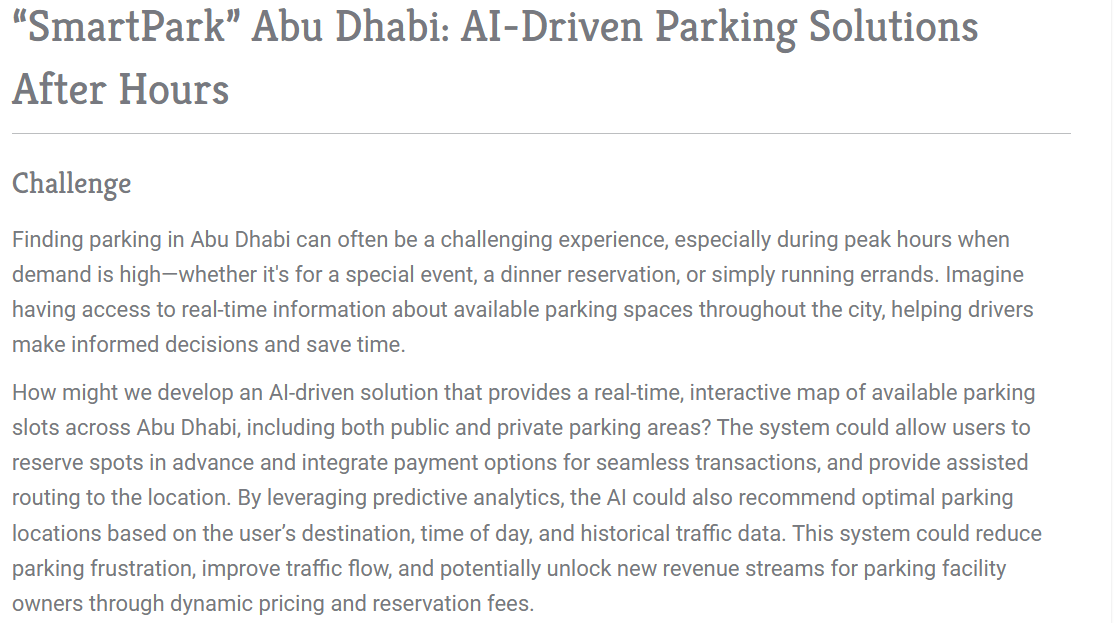 “SmartPark” Abu Dhabi: AI-Driven Parking Solutions
After Hours
Challenge
Finding parking in Abu Dhabi can often be a challenging experience, especially during peak hours when
demand is high—whether it's for a special event, a dinner reservation, or simply running errands. Imagine
having access to real-time information about available parking spaces throughout the city, helping drivers
make informed decisions and save time.
How might we develop an AI-driven solution that provides a real-time, interactive map of available parking
slots across Abu Dhabi, including both public and private parking areas? The system could allow users to
reserve spots in advance and integrate payment options for seamless transactions, and provide assisted
routing to the location. By leveraging predictive analytics, the AI could also recommend optimal parking
locations based on the user’s destination, time of day, and historical traffic data. This system could reduce
parking frustration, improve traffic flow, and potentially unlock new revenue streams for parking facility
owners through dynamic pricing and reservation fees.